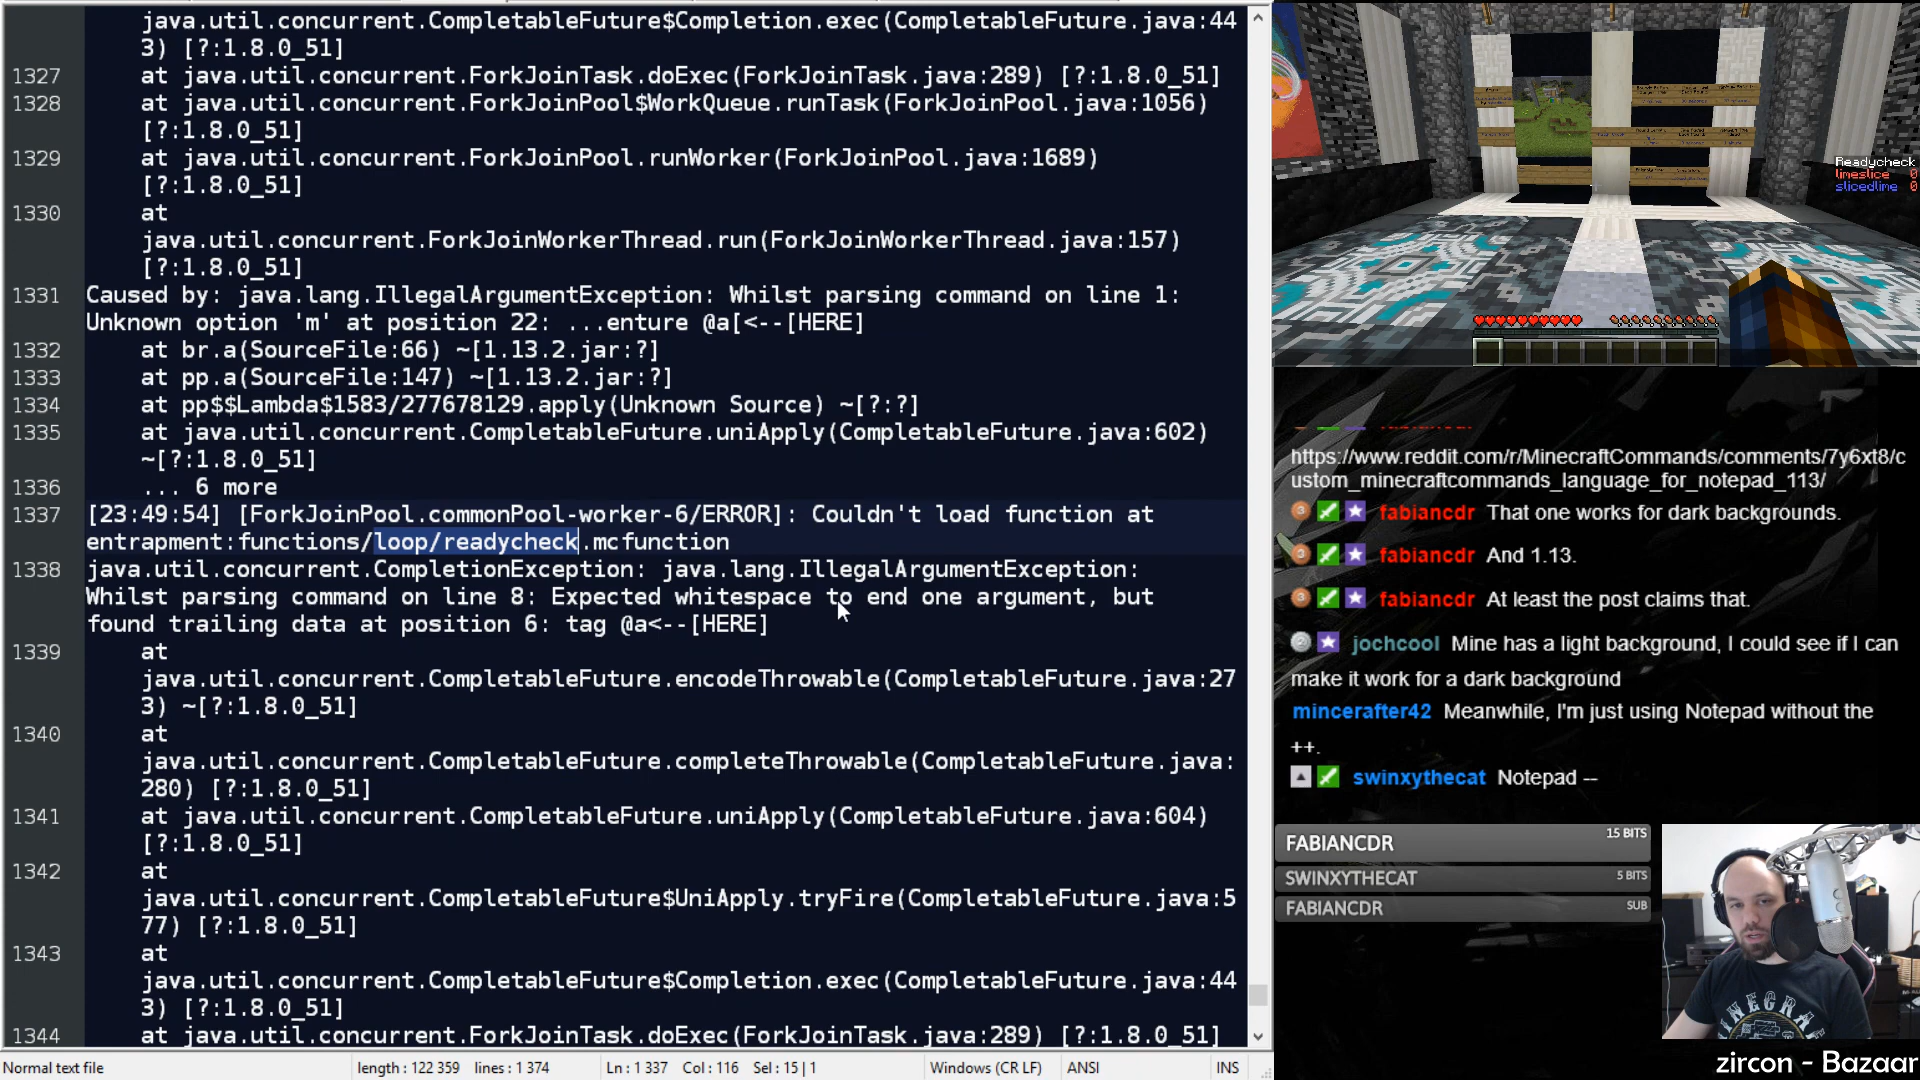 java.util.concurrent.CompletableFuture$Completion.exec(CompletableFuture.java:44
3) [?:1.8.0_51]
1327 at java.util.concurrent.ForkJoinTask.doExec(ForkJoinTask.java:289) [?:1.8.0_51]
1328 at java.util.concurrent.ForkJoinPool$WorkQueue.runTask(ForkJoinPool.java:1056)
[?:1.8.0_51]
1329 at java.util.concurrent.ForkJoinPool.runWorker(ForkJoinPool.java:1689)
[?:1.8.0_51]
1330 at
java.util.concurrent.ForkJoinWorkerThread.run(ForkJoinWorkerThread.java:157)
[?:1.8.0_51]
1331 Caused by: java.lang.IllegalArgumentException: Whilst parsing command on line 1:
Unknown option 'm' at position 22: ...enture @a[<--[HERE]
1332 at br.a(SourceFile:66) ~[1.13.2.jar:?]
1333 at pp.a(SourceFile:147) ~[1.13.2.jar:?]
1334 at pp$$Lambda$1583/277678129.apply(Unknown Source) ~[?:?]
1335 at java.util.concurrent.CompletableFuture.uniApply(CompletableFuture.java:602)
~[?:1.8.0_51]
1336 ... 6 more
1337 [23:49:54] [ForkJoinPool.commonPool-worker-6/ERROR]: Couldn't load function at
entrapment:functions/loop/readycheck.mcfunction
1338 java.util.concurrent.CompletionException: java.lang.IllegalArgumentException:
Whilst parsing command on line 8: Expected whitespace to end one argument, but
found trailing data at position 6: tag @a<--[HERE]
1339 at
java.util.concurrent.CompletableFuture.encodeThrowable(CompletableFuture.java:27
3) ~[?:1.8.0_51]
1340 at
java.util.concurrent.CompletableFuture.completeThrowable(CompletableFuture.java:
280) [?:1.8.0_51]
1341 at java.util.concurrent.CompletableFuture.uniApply(CompletableFuture.java:604)
[?:1.8.0_51]
1342 at
java.util.concurrent.CompletableFuture$UniApply.tryFire(CompletableFuture.java:5
77) [?:1.8.0_51]
1343 at
java.util.concurrent.CompletableFuture$Completion.exec(CompletableFuture.java:44
3) [?:1.8.0_51]
1344 at java.util.concurrent.ForkJoinTask.doExec(ForkJoinTask.java:289) [?:1.8.0_51]
Normal text file length : 122 359 lines : 1 374 Ln : 1 337 Col : 116 Sel : 15 | 1 Windows (CR LF) ANSI INS
Readycheck
limeslice 0
slicedlime 0
https://www.reddit.com/r/MinecraftCommands/comments/7y6xt8/c
ustom_minecraftcommands_language_for_notepad_113/
fabiancdr That one works for dark backgrounds.
fabiancdr And 1.13.
fabiancdr At least the post claims that.
jochcool Mine has a light background, I could see if I can
make it work for a dark background
mincerafter42 Meanwhile, I'm just using Notepad without the
++.
swinxythecat Notepad --
FABIANCDR 15 BITS
SWINXYTHECAT 5 BITS
FABIANCDR SUB
zircon - Bazaar